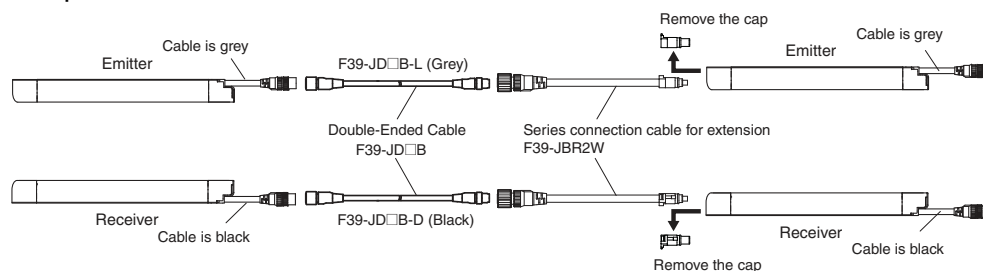 Remove the cap
Cable is grey
Emitter
F39-JD□B-L (Grey)
Emitter
Cable is grey
Double-Ended Cable
F39-JD□B
Series connection cable for extension
F39-JBR2W
Receiver
Cable is black
F39-JD□B-D (Black)
Receiver
Cable is black
Remove the cap